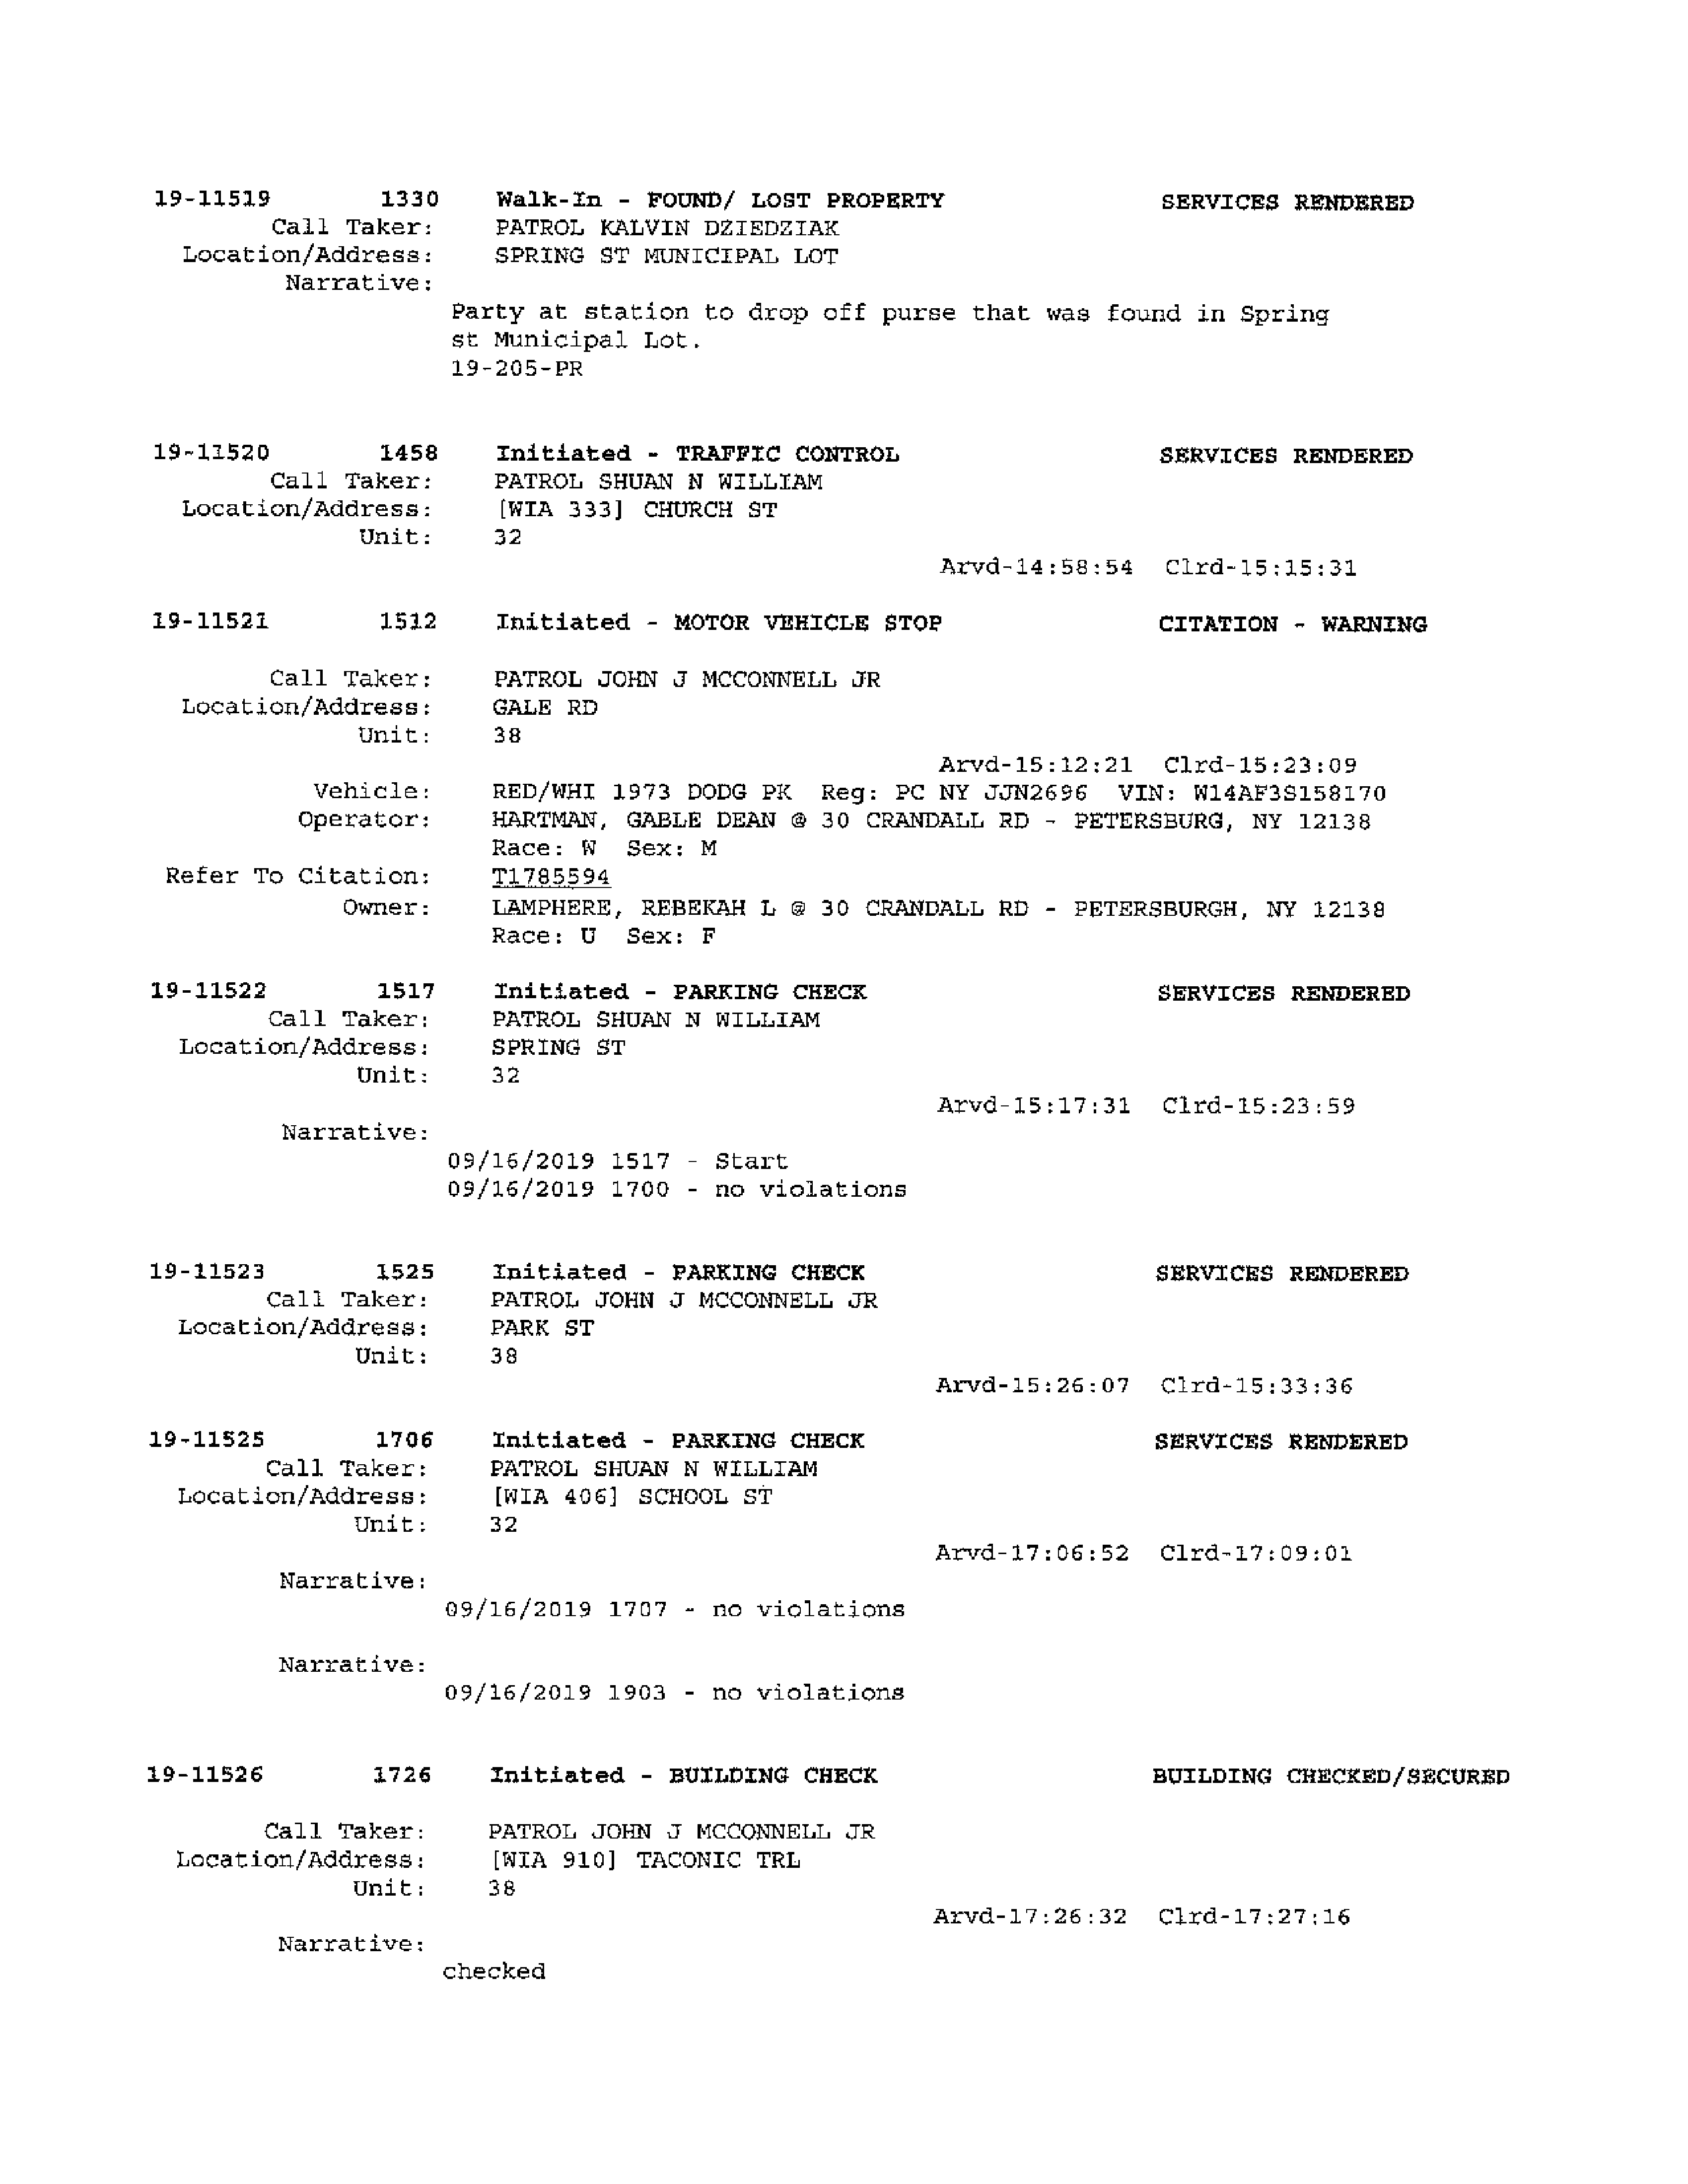 19-11519 1330 Walk-In - FOUND/ LOST PROPERTY SERVICES RENDERED
Call Taker: PATROL KALVIN DZIEDZIAK
Location/Address: SPRING ST MUNICIPAL LOT
Narrative:
Party at station to drop off purse that was found in Spring
st Municipal Lot.
19-205-PR
19-11520 1458 Initiated - TRAFFIC CONTROL SERVICES RENDERED
Call Taker: PATROL SHUAN N WILLIAM
Location/Address: [WIA 333] CHURCH ST
Unit: 32
Arvd-14:58:54 Clrd-15:15:31
19-11521 1512 Initiated - MOTOR VEHICLE STOP CITATION - WARNING
Call Taker: PATROL JOHN J MCCONNELL JR
Location/Address: GALE RD
Unit: 38
Arvd-15:12:21 Clrd-15:23:09
Vehicle: RED/WHI 1973 DODG PK Reg: PC NY JJN2696 VIN: W14AF3S158170
Operator: HARTMAN, GABLE DEAN @ 30 CRANDALL RD - PETERSBURG, NY 12138
Race: W Sex: M
Refer To Citation: T1785594
Owner: LAMPHERE, REBEKAH L @ 30 CRANDALL RD - PETERSBURGH, NY 12138
Race: U Sex: F
19-11522 1517 Initiated - PARKING CHECK SERVICES RENDERED
Call Taker: PATROL SHUAN N WILLIAM
Location/Address: SPRING ST
Unit: 32
Arvd-15:17:31 Clrd-15:23:59
Narrative:
09/16/2019 1517 - Start
09/16/2019 1700 - no violations
19-11523 1525 Initiated - PARKING CHECK SERVICES RENDERED
Call Taker: PATROL JOHN J MCCONNELL JR
Location/Address: PARK ST
Unit: 38
Arvd-15:26:07 Clrd-15:33:36
19-11525 1706 Initiated - PARKING CHECK SERVICES RENDERED
Call Taker: PATROL SHUAN N WILLIAM
Location/Address: [WIA 406] SCHOOL ST
Unit: 32
Arvd-17:06:52 Clrd-17:09:01
Narrative:
09/16/2019 1707 - no violations
Narrative:
09/16/2019 1903 - no violations
19-11526 1726 Initiated - BUILDING CHECK BUILDING CHECKED/SECURED
Call Taker: PATROL JOHN J MCCONNELL JR
Location/Address: [WIA 910] TACONIC TRL
Unit: 38
Arvd-17:26:32 Clrd-17:27:16
Narrative:
checked